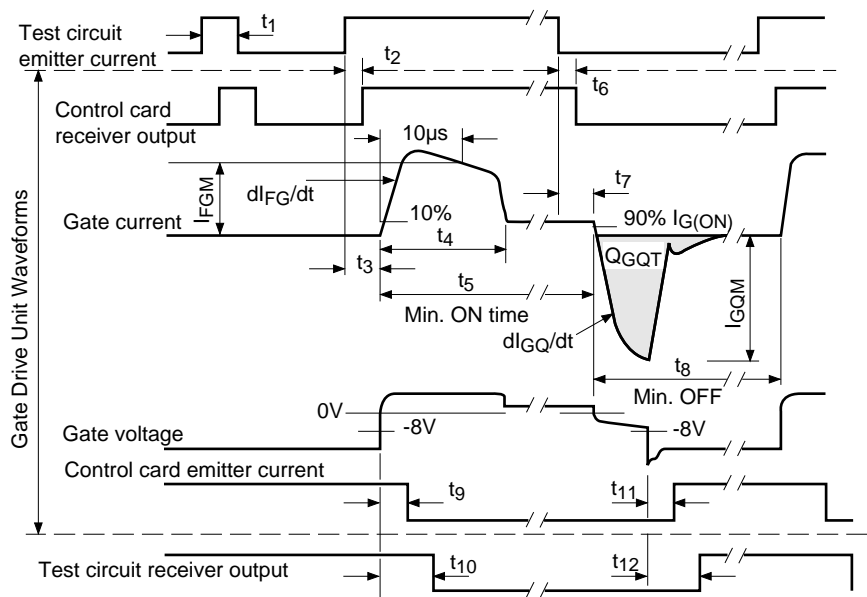 Test circuit
emitter current
t1
t2
t6
Control card
receiver output
10µs
IFGM
dIFG/dt
t7
10%
90% IG(ON)
Gate current
t4
QGQT
t3
t5
IGQM
Min. ON time
dIGQ/dt
t8
Min. OFF
Gate Drive Unit Waveforms
0V
Gate voltage
-8V
-8V
Control card emitter current
t9
t11
Test circuit receiver output
t10
t12